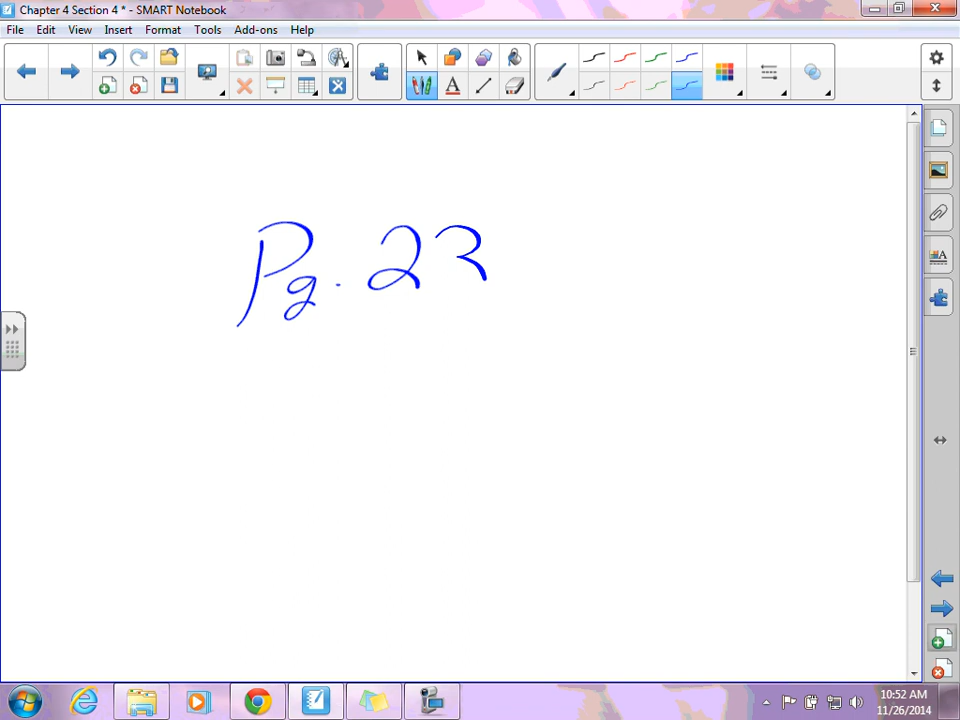 Chapter 4 Section 4 * - SMART Notebook
File Edit View Insert Format Tools Add-ons Help
Pg. 23
10:52 AM
11/26/2014